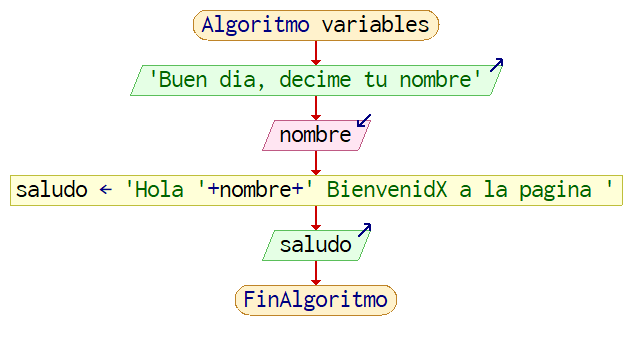 Algoritmo variables
'Buen dia, decime tu nombre'
nombre
saludo ← 'Hola '+nombre+' BienvenidX a la pagina '
saludo
FinAlgoritmo